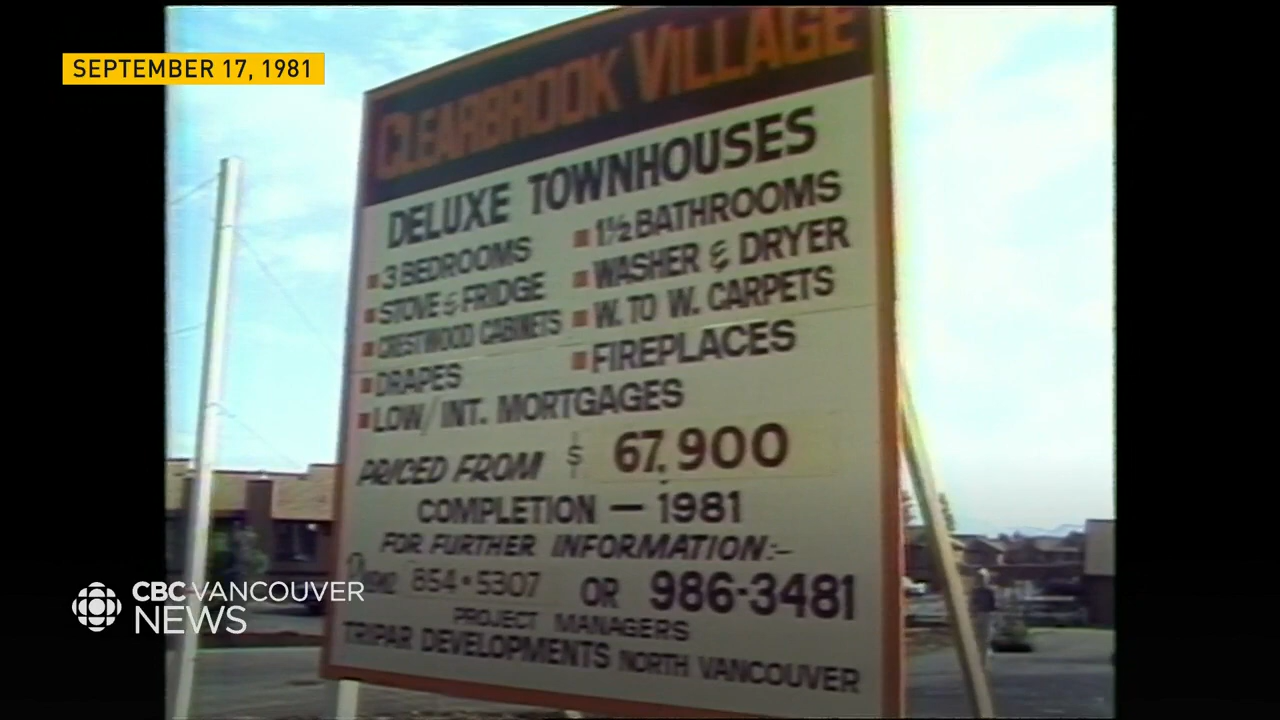 SEPTEMBER 17, 1981
CLEARBROOK VILLAGE
DELUXE TOWNHOUSES
3 BEDROOMS
STOVE & FRIDGE
CRESTWOOD CABINETS
DRAPES
LOW/INT. MORTGAGES
1½ BATHROOMS
WASHER & DRYER
W. TO W. CARPETS
FIREPLACES
PRICED FROM $ 67,900
COMPLETION — 1981
FOR FURTHER INFORMATION:-
854•5307 OR 986-3481
PROJECT MANAGERS
TRIPAR DEVELOPMENTS NORTH VANCOUVER
CBC VANCOUVER
NEWS